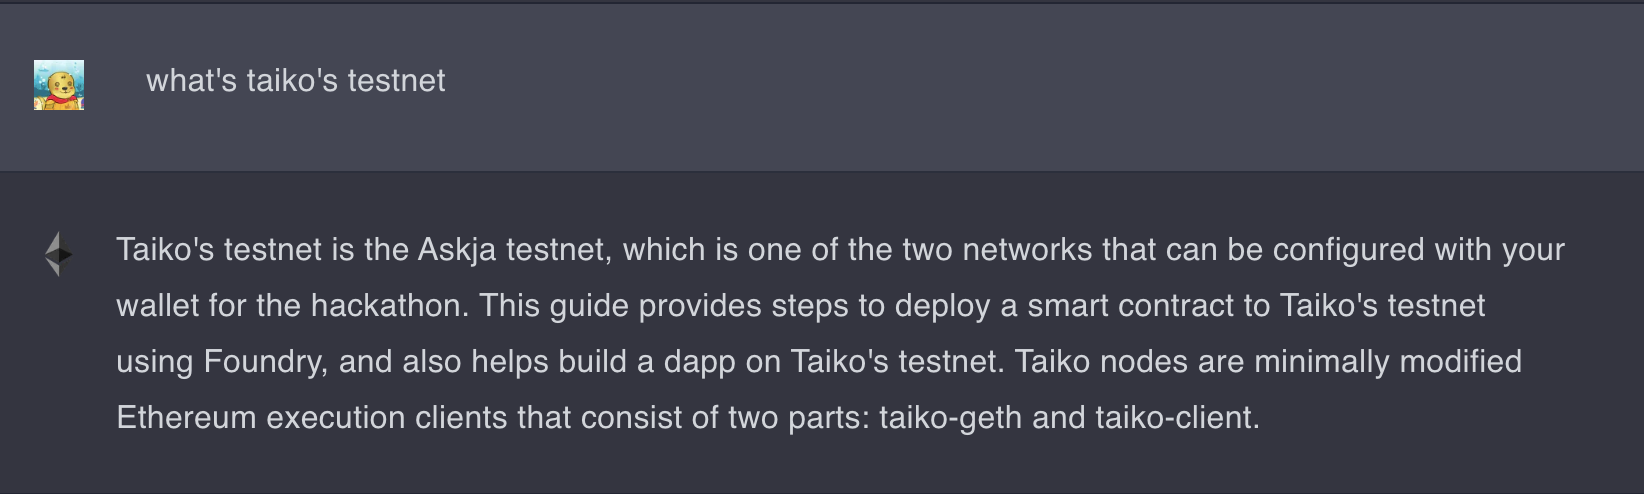 what's taiko's testnet
Taiko's testnet is the Askja testnet, which is one of the two networks that can be configured with your
wallet for the hackathon. This guide provides steps to deploy a smart contract to Taiko's testnet
using Foundry, and also helps build a dapp on Taiko's testnet. Taiko nodes are minimally modified
Ethereum execution clients that consist of two parts: taiko-geth and taiko-client.